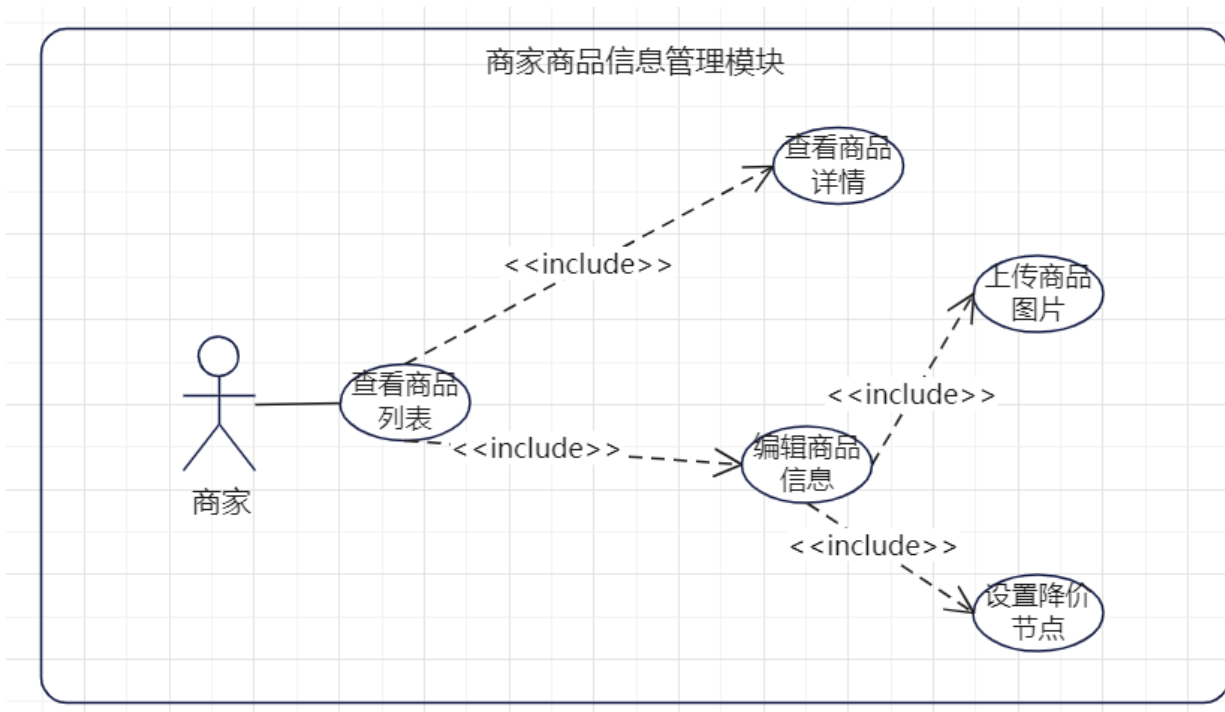 商家商品信息管理模块
查看商品
详情
<<include>>
上传商品
图片
查看商品
列表
<<include>>
<<include>>
编辑商品
信息
商家
<<include>>
设置降价
节点